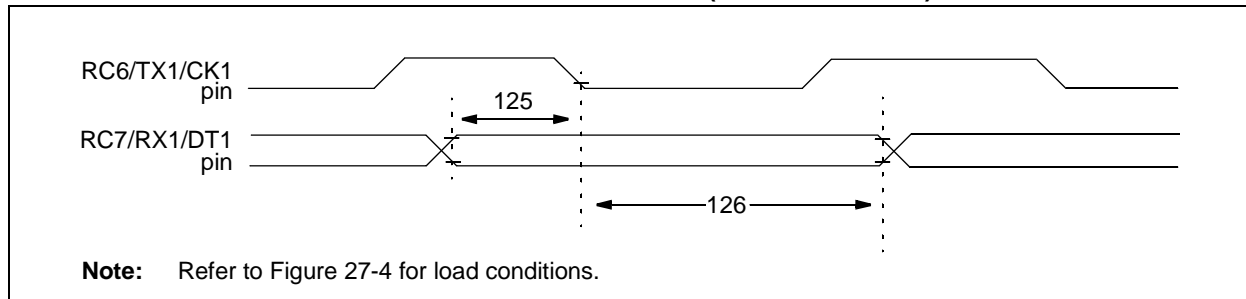 RC6/TX1/CK1
pin
125
RC7/RX1/DT1
pin
126
Note: Refer to Figure 27-4 for load conditions.